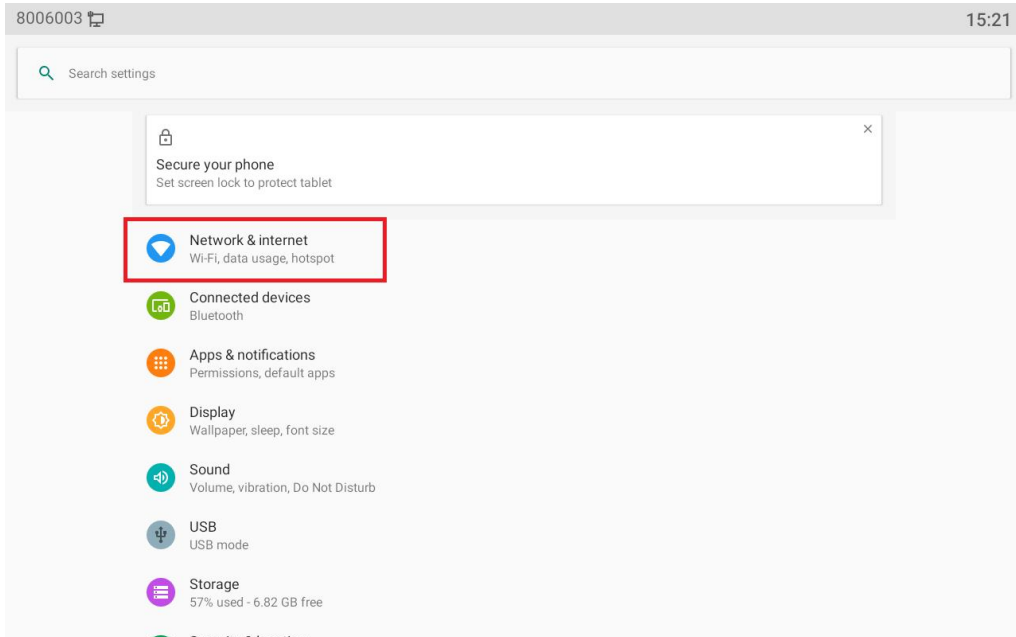 8006003 15:21
Search settings
Secure your phone
Set screen lock to protect tablet
Network & internet
Wi-Fi, data usage, hotspot
Connected devices
Bluetooth
Apps & notifications
Permissions, default apps
Display
Wallpaper, sleep, font size
Sound
Volume, vibration, Do Not Disturb
USB
USB mode
Storage
57% used - 6.82 GB free